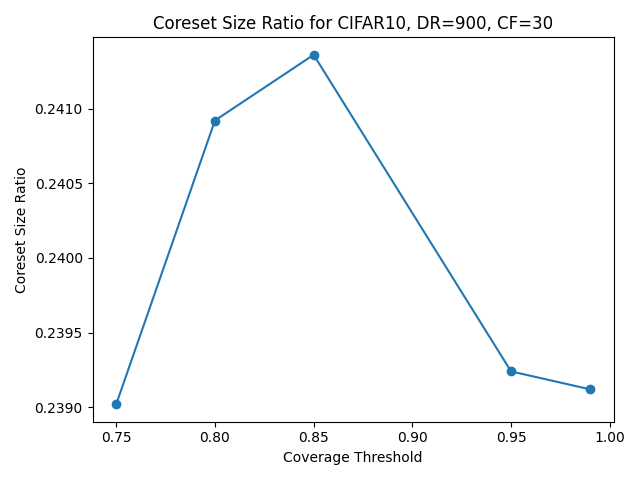 Coreset Size Ratio for CIFAR10, DR=900, CF=30
Coreset Size Ratio
0.2410
0.2405
0.2400
0.2395
0.2390
0.75 0.80 0.85 0.90 0.95 1.00
Coverage Threshold